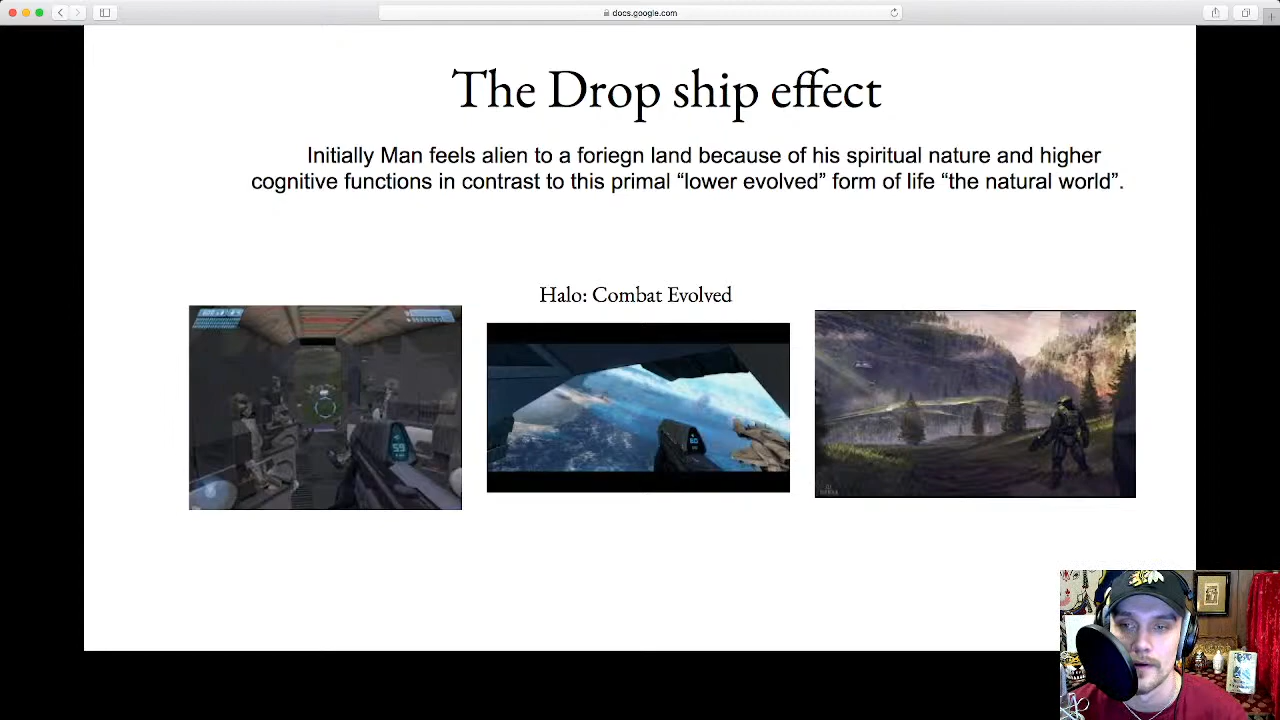 docs.google.com
The Drop ship effect
Initially Man feels alien to a foriegn land because of his spiritual nature and higher
cognitive functions in contrast to this primal “lower evolved” form of life “the natural world”.
Halo: Combat Evolved
59
60